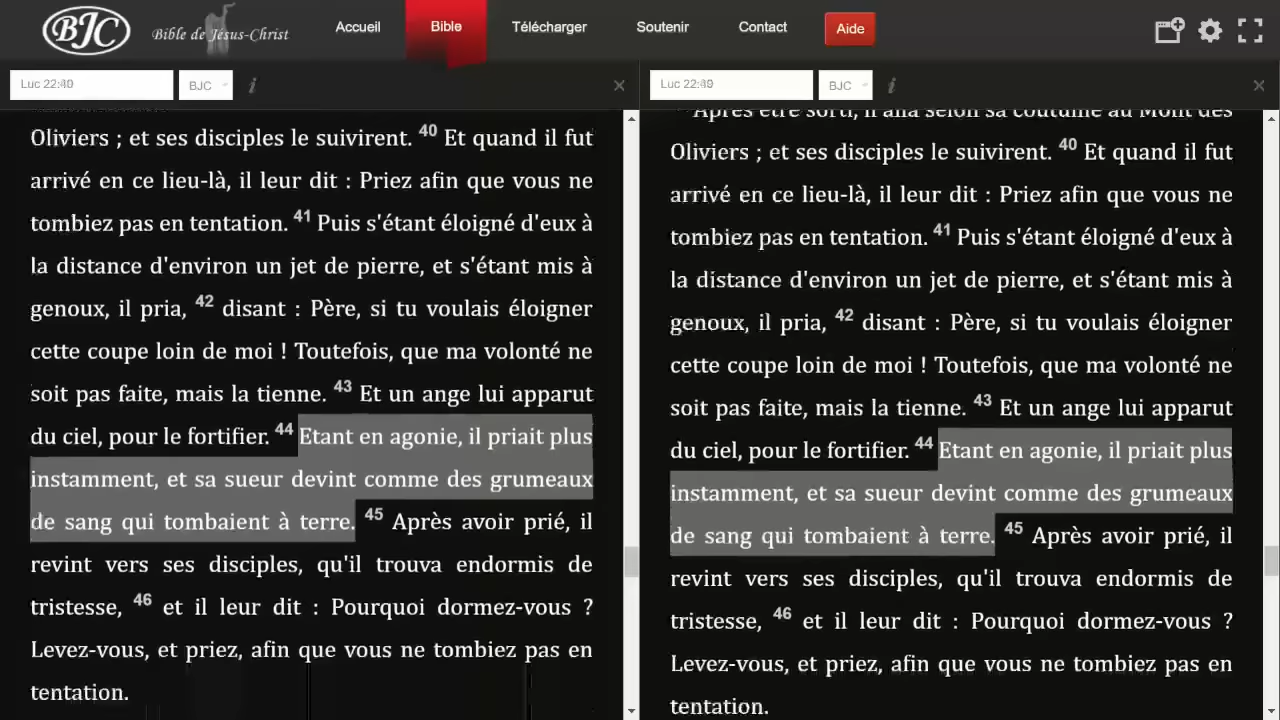 BJC Bible de Jésus-Christ Accueil Bible Télécharger Soutenir Contact Aide
Luc 22:40 BJC i ×
Oliviers ; et ses disciples le suivirent. 40 Et quand il fut
arrivé en ce lieu-là, il leur dit : Priez afin que vous ne
tombiez pas en tentation. 41 Puis s'étant éloigné d'eux à
la distance d'environ un jet de pierre, et s'étant mis à
genoux, il pria, 42 disant : Père, si tu voulais éloigner
cette coupe loin de moi ! Toutefois, que ma volonté ne
soit pas faite, mais la tienne. 43 Et un ange lui apparut
du ciel, pour le fortifier. 44 Etant en agonie, il priait plus
instamment, et sa sueur devint comme des grumeaux
de sang qui tombaient à terre. 45 Après avoir prié, il
revint vers ses disciples, qu'il trouva endormis de
tristesse, 46 et il leur dit : Pourquoi dormez-vous ?
Levez-vous, et priez, afin que vous ne tombiez pas en
tentation.
Luc BJC i ×
Après être sorti, il alla selon sa coutume au Mont des
Oliviers ; et ses disciples le suivirent. 40 Et quand il fut
arrivé en ce lieu-là, il leur dit : Priez afin que vous ne
tombiez pas en tentation. 41 Puis s'étant éloigné d'eux à
la distance d'environ un jet de pierre, et s'étant mis à
genoux, il pria, 42 disant : Père, si tu voulais éloigner
cette coupe loin de moi ! Toutefois, que ma volonté ne
soit pas faite, mais la tienne. 43 Et un ange lui apparut
du ciel, pour le fortifier. 44 Etant en agonie, il priait plus
instamment, et sa sueur devint comme des grumeaux
de sang qui tombaient à terre. 45 Après avoir prié, il
revint vers ses disciples, qu'il trouva endormis de
tristesse, 46 et il leur dit : Pourquoi dormez-vous ?
Levez-vous, et priez, afin que vous ne tombiez pas en
tentation.